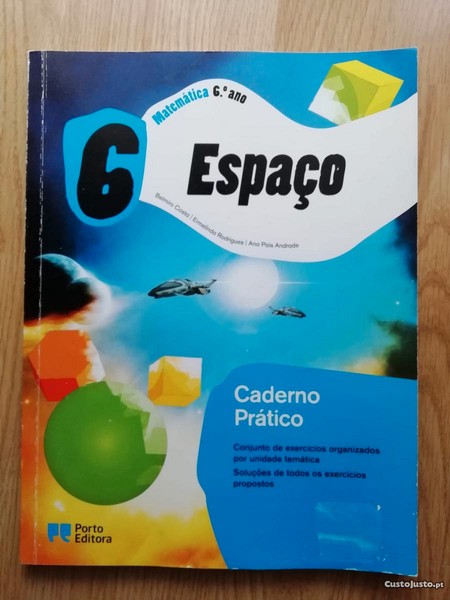 Matemática 6.º ano
6 Espaço
Belmiro Costa | Ermelinda Rodrigues | Ana Pais Andrade
Caderno
Prático
Conjunto de exercícios organizados
por unidade temática
Soluções de todos os exercícios
propostos
Porto
Editora
CustoJusto.pt